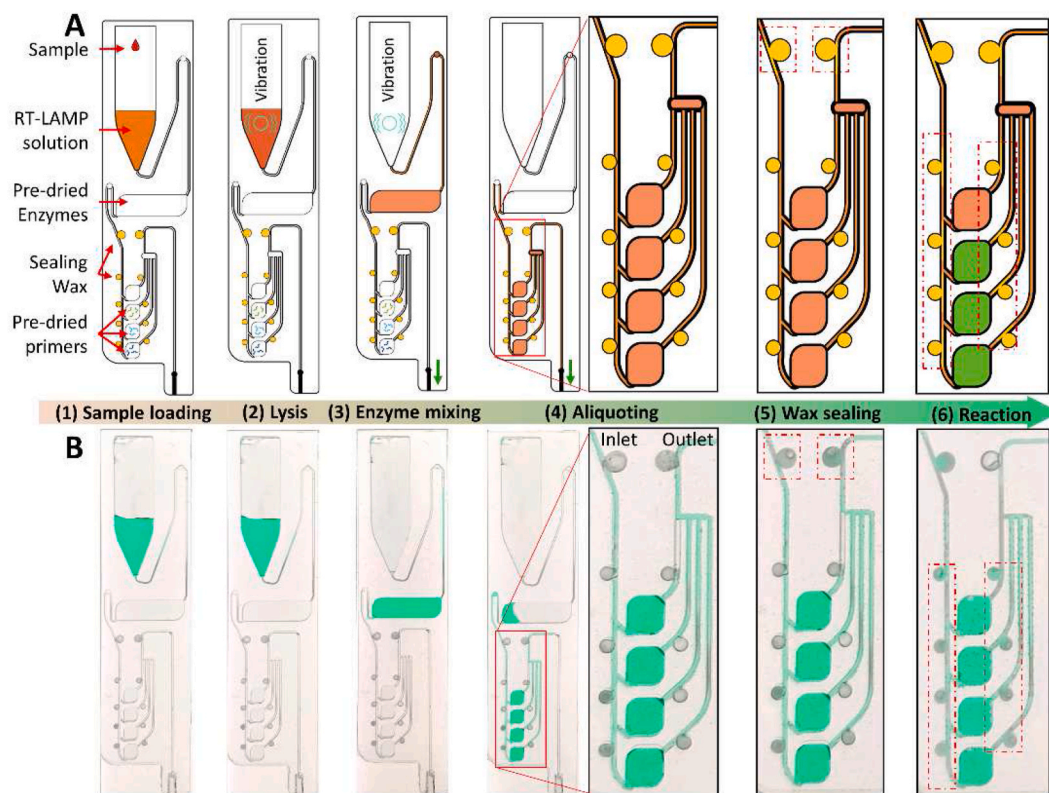 A
Sample
RT-LAMP
solution
Pre-dried
Enzymes
Sealing
Wax
Pre-dried
primers
Vibration
Vibration
(1) Sample loading
(2) Lysis
(3) Enzyme mixing
(4) Aliquoting
(5) Wax sealing
(6) Reaction
B
Inlet
Outlet